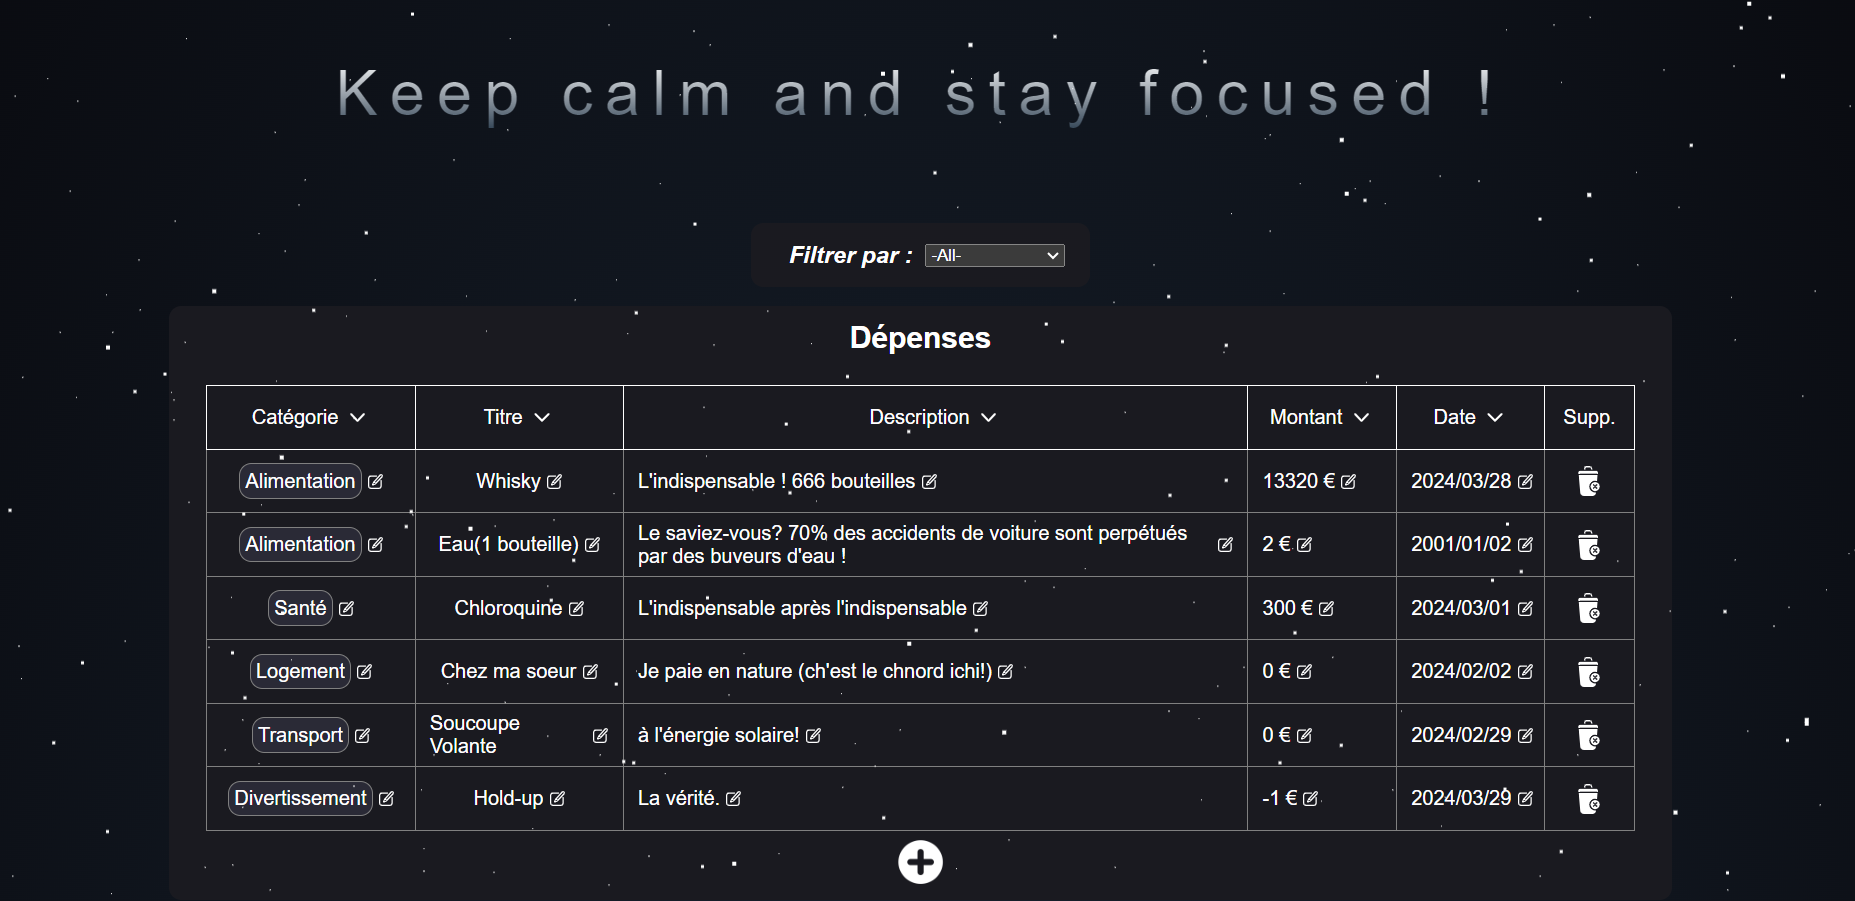 Keep calm and stay focused !
Filtrer par : -All-
Dépenses
Catégorie Titre Description Montant Date Supp.
Alimentation Whisky L'indispensable ! 666 bouteilles 13320 € 2024/03/28
Alimentation Eau(1 bouteille) Le saviez-vous? 70% des accidents de voiture sont perpétués
par des buveurs d'eau ! 2 € 2001/01/02
Santé Chloroquine L'indispensable après l'indispensable 300 € 2024/03/01
Logement Chez ma soeur Je paie en nature (ch'est le chnord ichi!) 0 € 2024/02/02
Transport Soucoupe
Volante à l'énergie solaire! 0 € 2024/02/29
Divertissement Hold-up La vérité. -1 € 2024/03/29